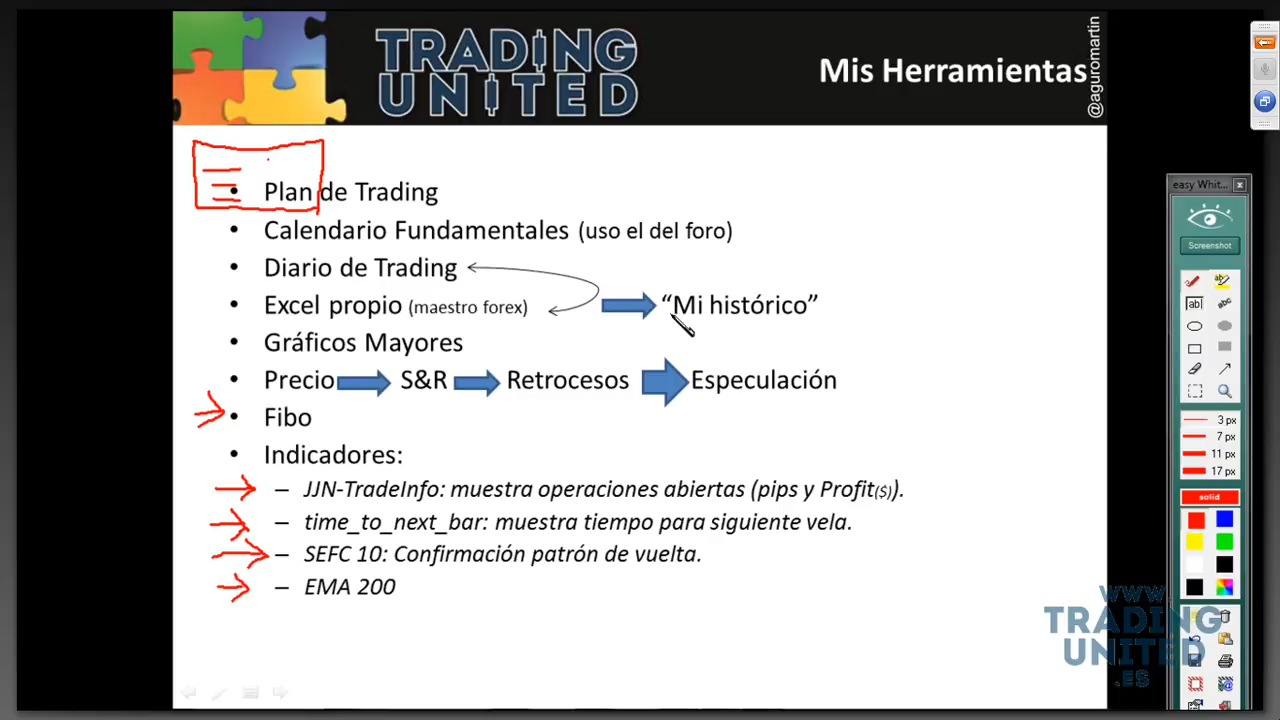 TRADING
UNITED
Mis Herramientas
@aguromartin
• Plan de Trading
• Calendario Fundamentales (uso el del foro)
• Diario de Trading
• Excel propio (maestro forex) “Mi histórico”
• Gráficos Mayores
• Precio S&R Retrocesos Especulación
• Fibo
• Indicadores:
– JJN-TradeInfo: muestra operaciones abiertas (pips y Profit($).
– time_to_next_bar: muestra tiempo para siguiente vela.
– SEFC 10: Confirmación patrón de vuelta.
– EMA 200
easy Whit...
Screenshot
ab
abc
3 px
7 px
11 px
17 px
solid
WWW
TRADING
UNITED
.ES